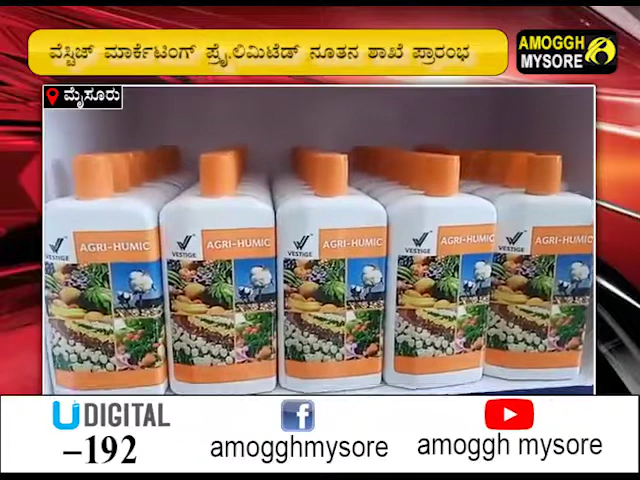 ವೆಸ್ಟಿಜ್ ಮಾರ್ಕೆಟಿಂಗ್ ಪ್ರೈ.ಲಿಮಿಟೆಡ್ ನೂತನ ಶಾಖೆ ಪ್ರಾರಂಭ
AMOGGH
MYSORE
ಮೈಸೂರು
VESTIGE AGRI-HUMIC
VESTIGE AGRI-HUMIC
VESTIGE AGRI-HUMIC
VESTIGE AGRI-HUMIC
VESTIGE AGRI-HUMIC
U DIGITAL
–192
amogghmysore
amoggh mysore